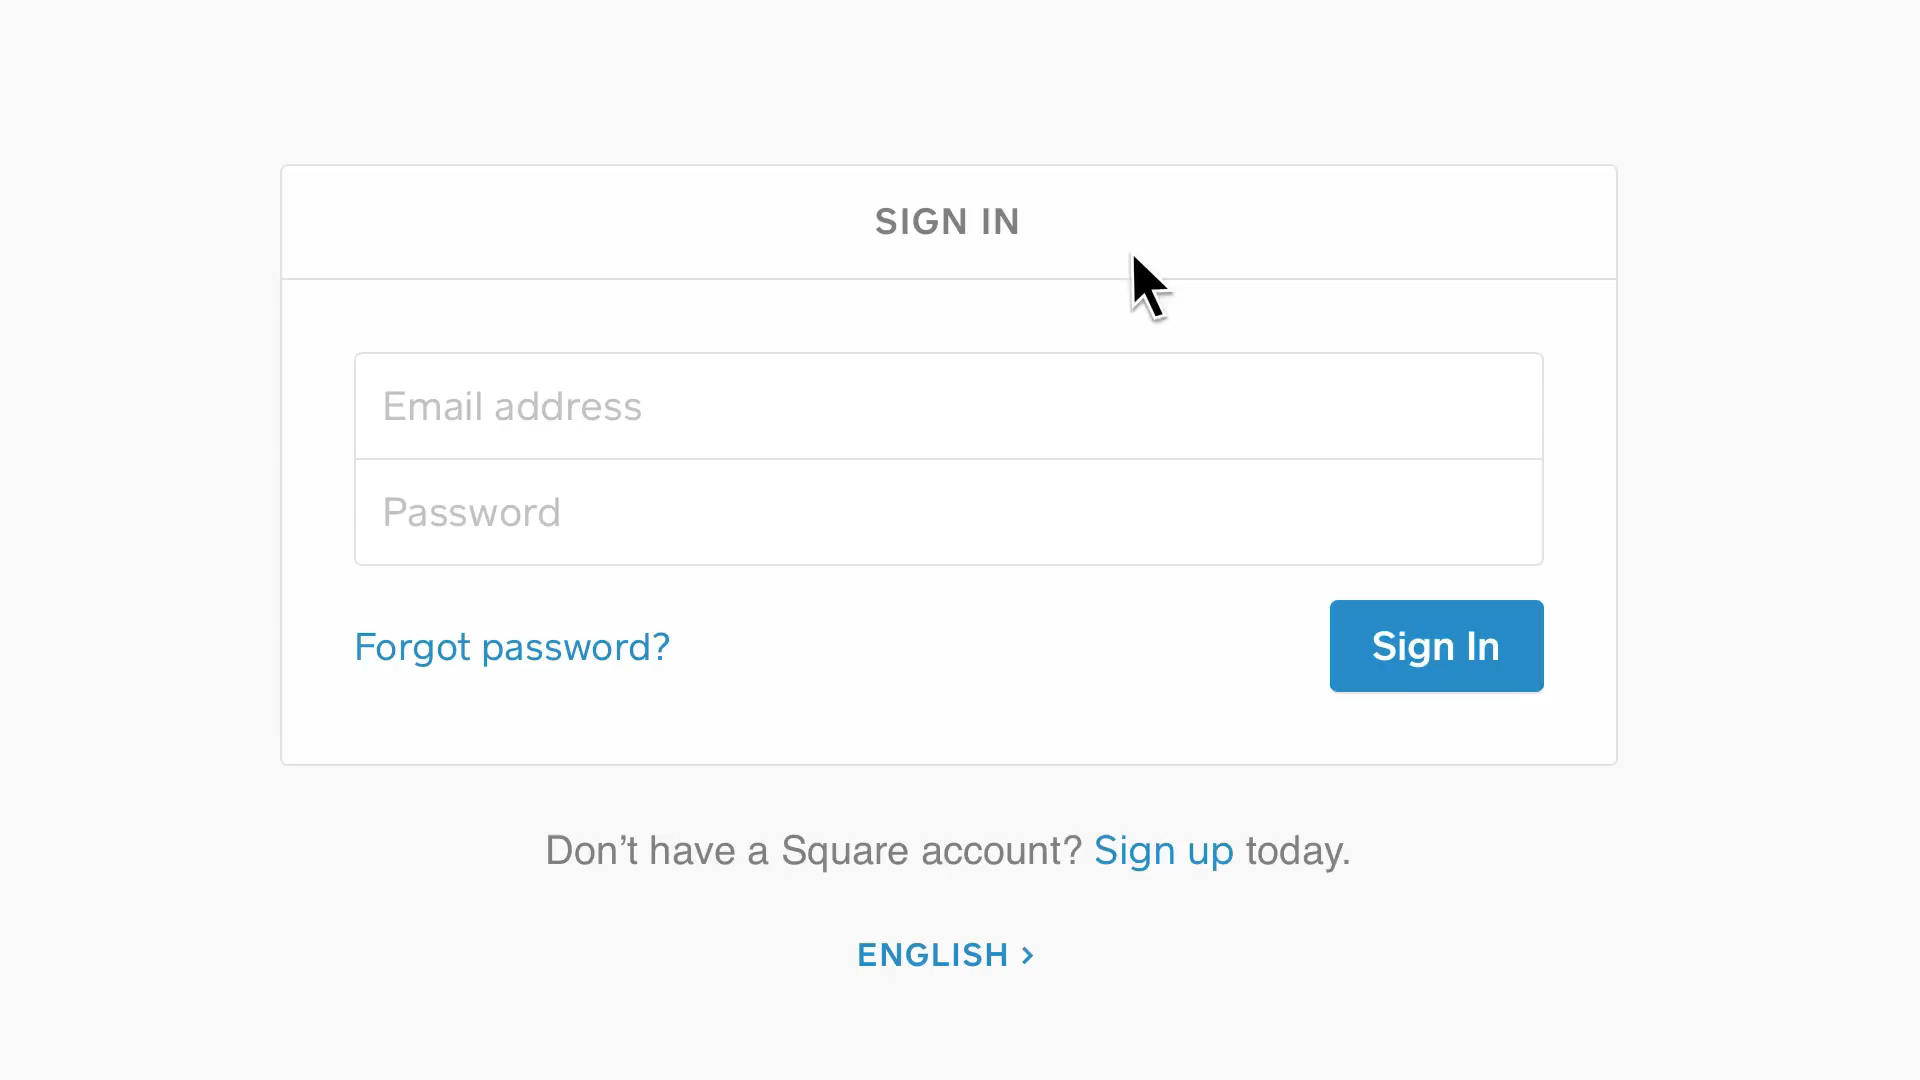 SIGN IN
Email address
Password
Forgot password?
Sign In
Don’t have a Square account? Sign up today.
ENGLISH >